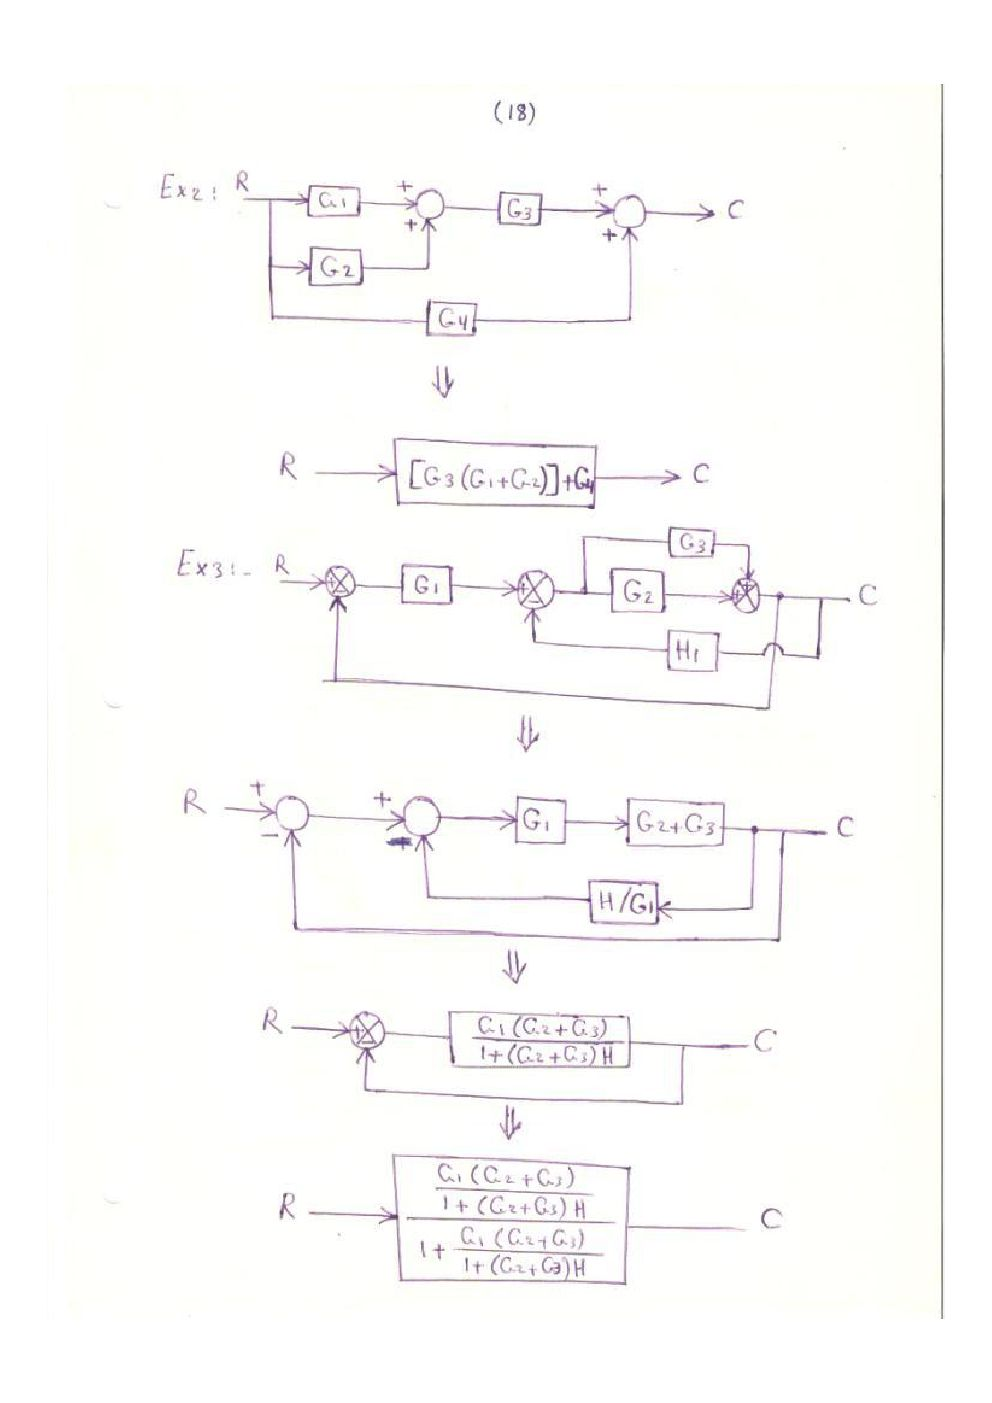 (18)
Ex2: R G1 + + G3 + + C
G2
G4
⇓
R [G3(G1+G2)]+G4 C
Ex3:- R + - G1 + - G3 G2 + + C
H1
⇓
R + - + - G1 G2+G3 C
H/G1
⇓
R + - G1(G2+G3) C
1+(G2+G3)H
⇓
G1(G2+G3)
R 1+(G2+G3)H C
1+ G1(G2+G3)
1+(G2+G3)H